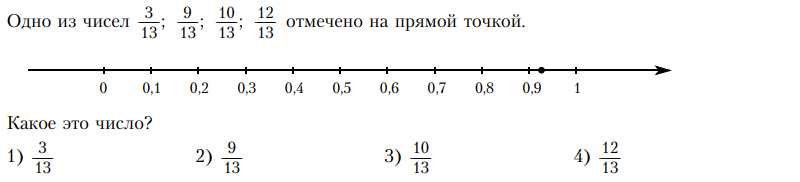 Одно из чисел 3/13; 9/13; 10/13; 12/13 отмечено на прямой точкой.
0 0,1 0,2 0,3 0,4 0,5 0,6 0,7 0,8 0,9 1
Какое это число?
1) 3/13 2) 9/13 3) 10/13 4) 12/13